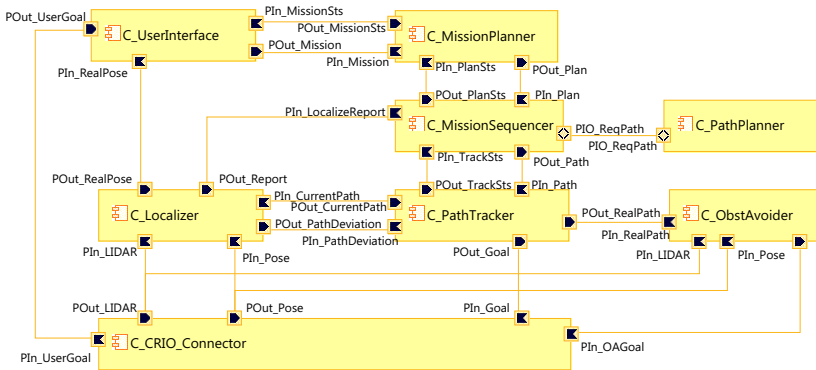 POut_UserGoal
C_UserInterface
PIn_MissionSts
POut_MissionSts
POut_Mission
PIn_Mission
C_MissionPlanner
PIn_RealPose
PIn_PlanSts
POut_Plan
POut_PlanSts
PIn_Plan
PIn_LocalizeReport
C_MissionSequencer
PIO_ReqPath
PIO_ReqPath
C_PathPlanner
PIn_TrackSts
POut_Path
POut_RealPose
POut_Report
PIn_CurrentPath
POut_CurrentPath
POut_TrackSts
PIn_Path
C_Localizer
C_PathTracker
POut_RealPath
C_ObstAvoider
POut_PathDeviation
PIn_PathDeviation
PIn_RealPath
PIn_LIDAR
PIn_Pose
POut_Goal
PIn_LIDAR
PIn_Pose
POut_LIDAR
POut_Pose
PIn_Goal
C_CRIO_Connector
PIn_UserGoal
PIn_OAGoal